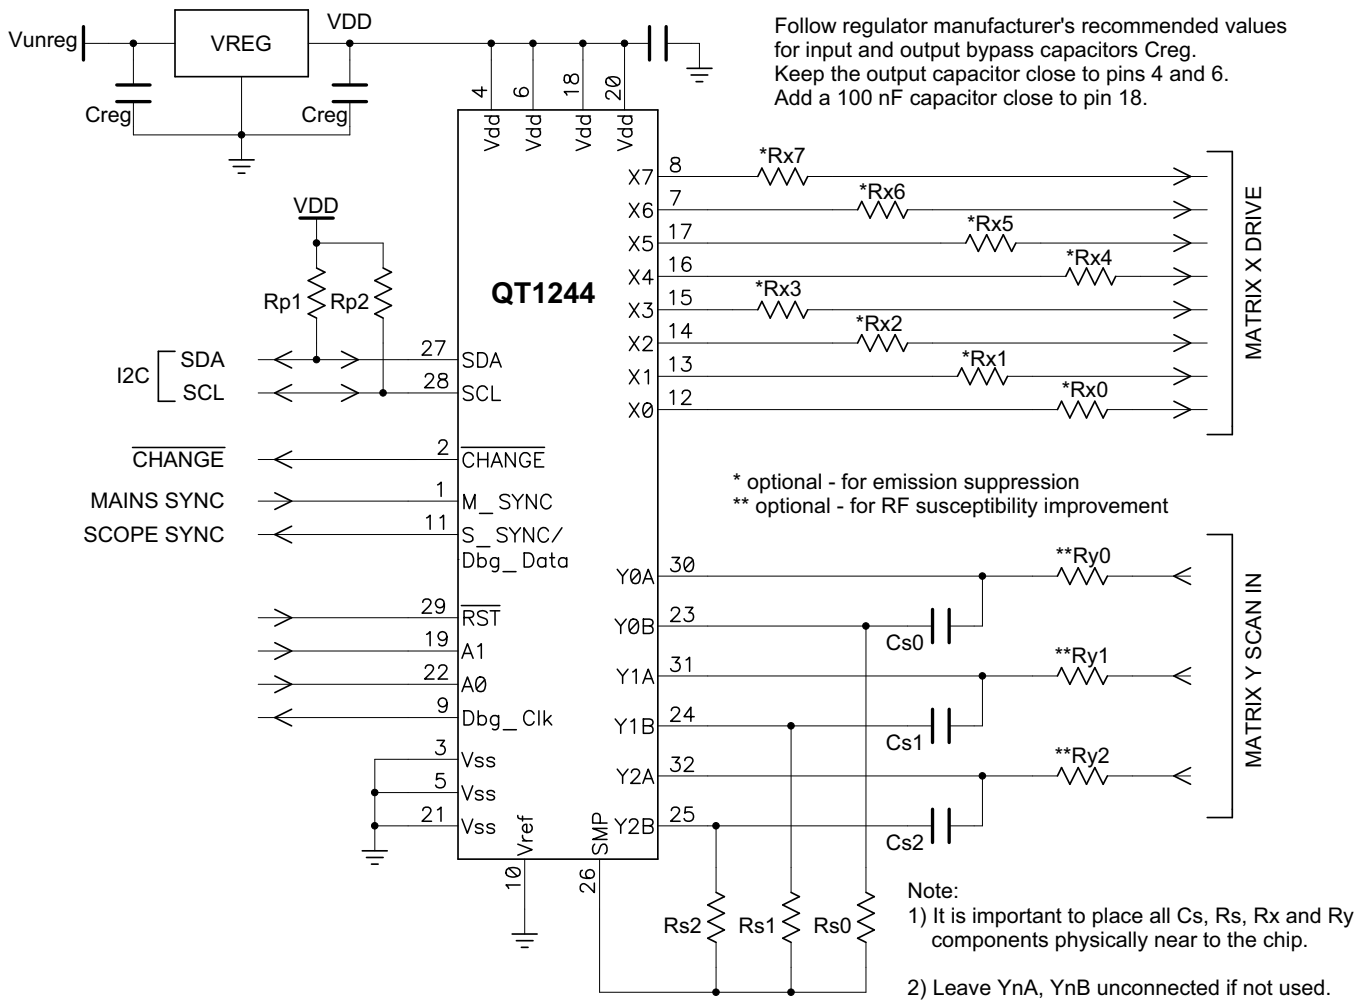 Vunreg
VREG
VDD
Creg
Creg
Follow regulator manufacturer's recommended values
for input and output bypass capacitors Creg.
Keep the output capacitor close to pins 4 and 6.
Add a 100 nF capacitor close to pin 18.
4
6
18
20
Vdd
Vdd
Vdd
Vdd
VDD
Rp1
Rp2
I2C
SDA
SCL
27
SDA
28
SCL
QT1244
CHANGE
2
CHANGE
MAINS SYNC
1
M_SYNC
SCOPE SYNC
11
S_SYNC/
Dbg_Data
29
RST
19
A1
22
A0
9
Dbg_Clk
3
Vss
5
Vss
21
Vss
10
Vref
26
SMP
X7
8
*Rx7
X6
7
*Rx6
X5
17
*Rx5
X4
16
*Rx4
X3
15
*Rx3
X2
14
*Rx2
X1
13
*Rx1
X0
12
*Rx0
MATRIX X DRIVE
* optional - for emission suppression
** optional - for RF susceptibility improvement
Y0A
30
**Ry0
Y0B
23
Cs0
Y1A
31
**Ry1
Y1B
24
Cs1
Y2A
32
**Ry2
Y2B
25
Cs2
MATRIX Y SCAN IN
Rs2
Rs1
Rs0
Note:
1) It is important to place all Cs, Rs, Rx and Ry
components physically near to the chip.
2) Leave YnA, YnB unconnected if not used.